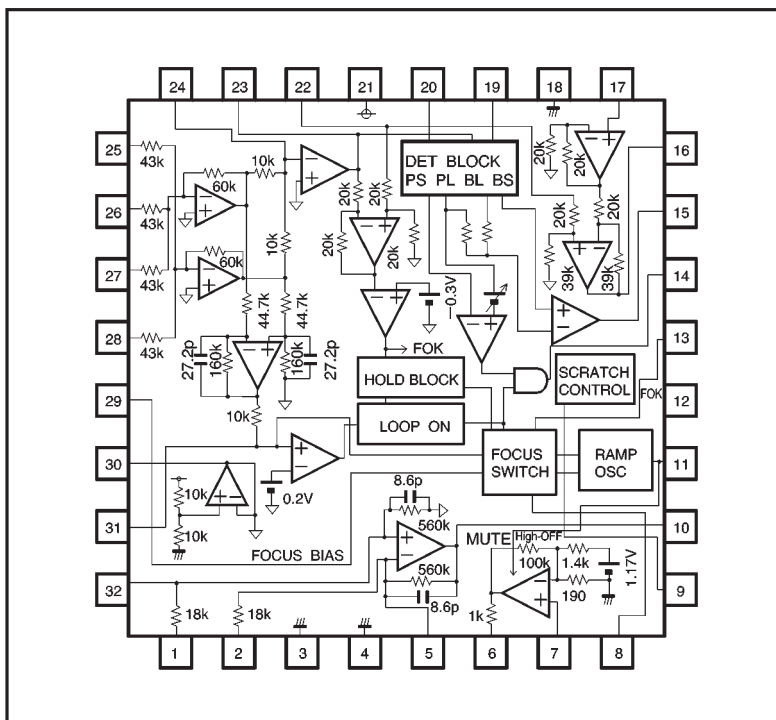 24 23 22 21 20 19 18 17
25 26 27 28 29 30 31 32
16 15 14 13 12 11 10 9
1 2 3 4 5 6 7 8
43k
43k
43k
43k
60k
60k
10k
10k
44.7k
44.7k
27.2p
160k
160k
27.2p
10k
20k
20k
20k
20k
DET BLOCK
PS PL BL BS
20k
20k
20k
20k
39k
39k
0.3V
FOK
HOLD BLOCK
LOOP ON
SCRATCH
CONTROL
FOK
FOCUS
SWITCH
RAMP
OSC
0.2V
10k
10k
FOCUS BIAS
8.6p
560k
560k
8.6p
MUTE
High-OFF
100k
1.4k
190
1.17V
1k
18k
18k